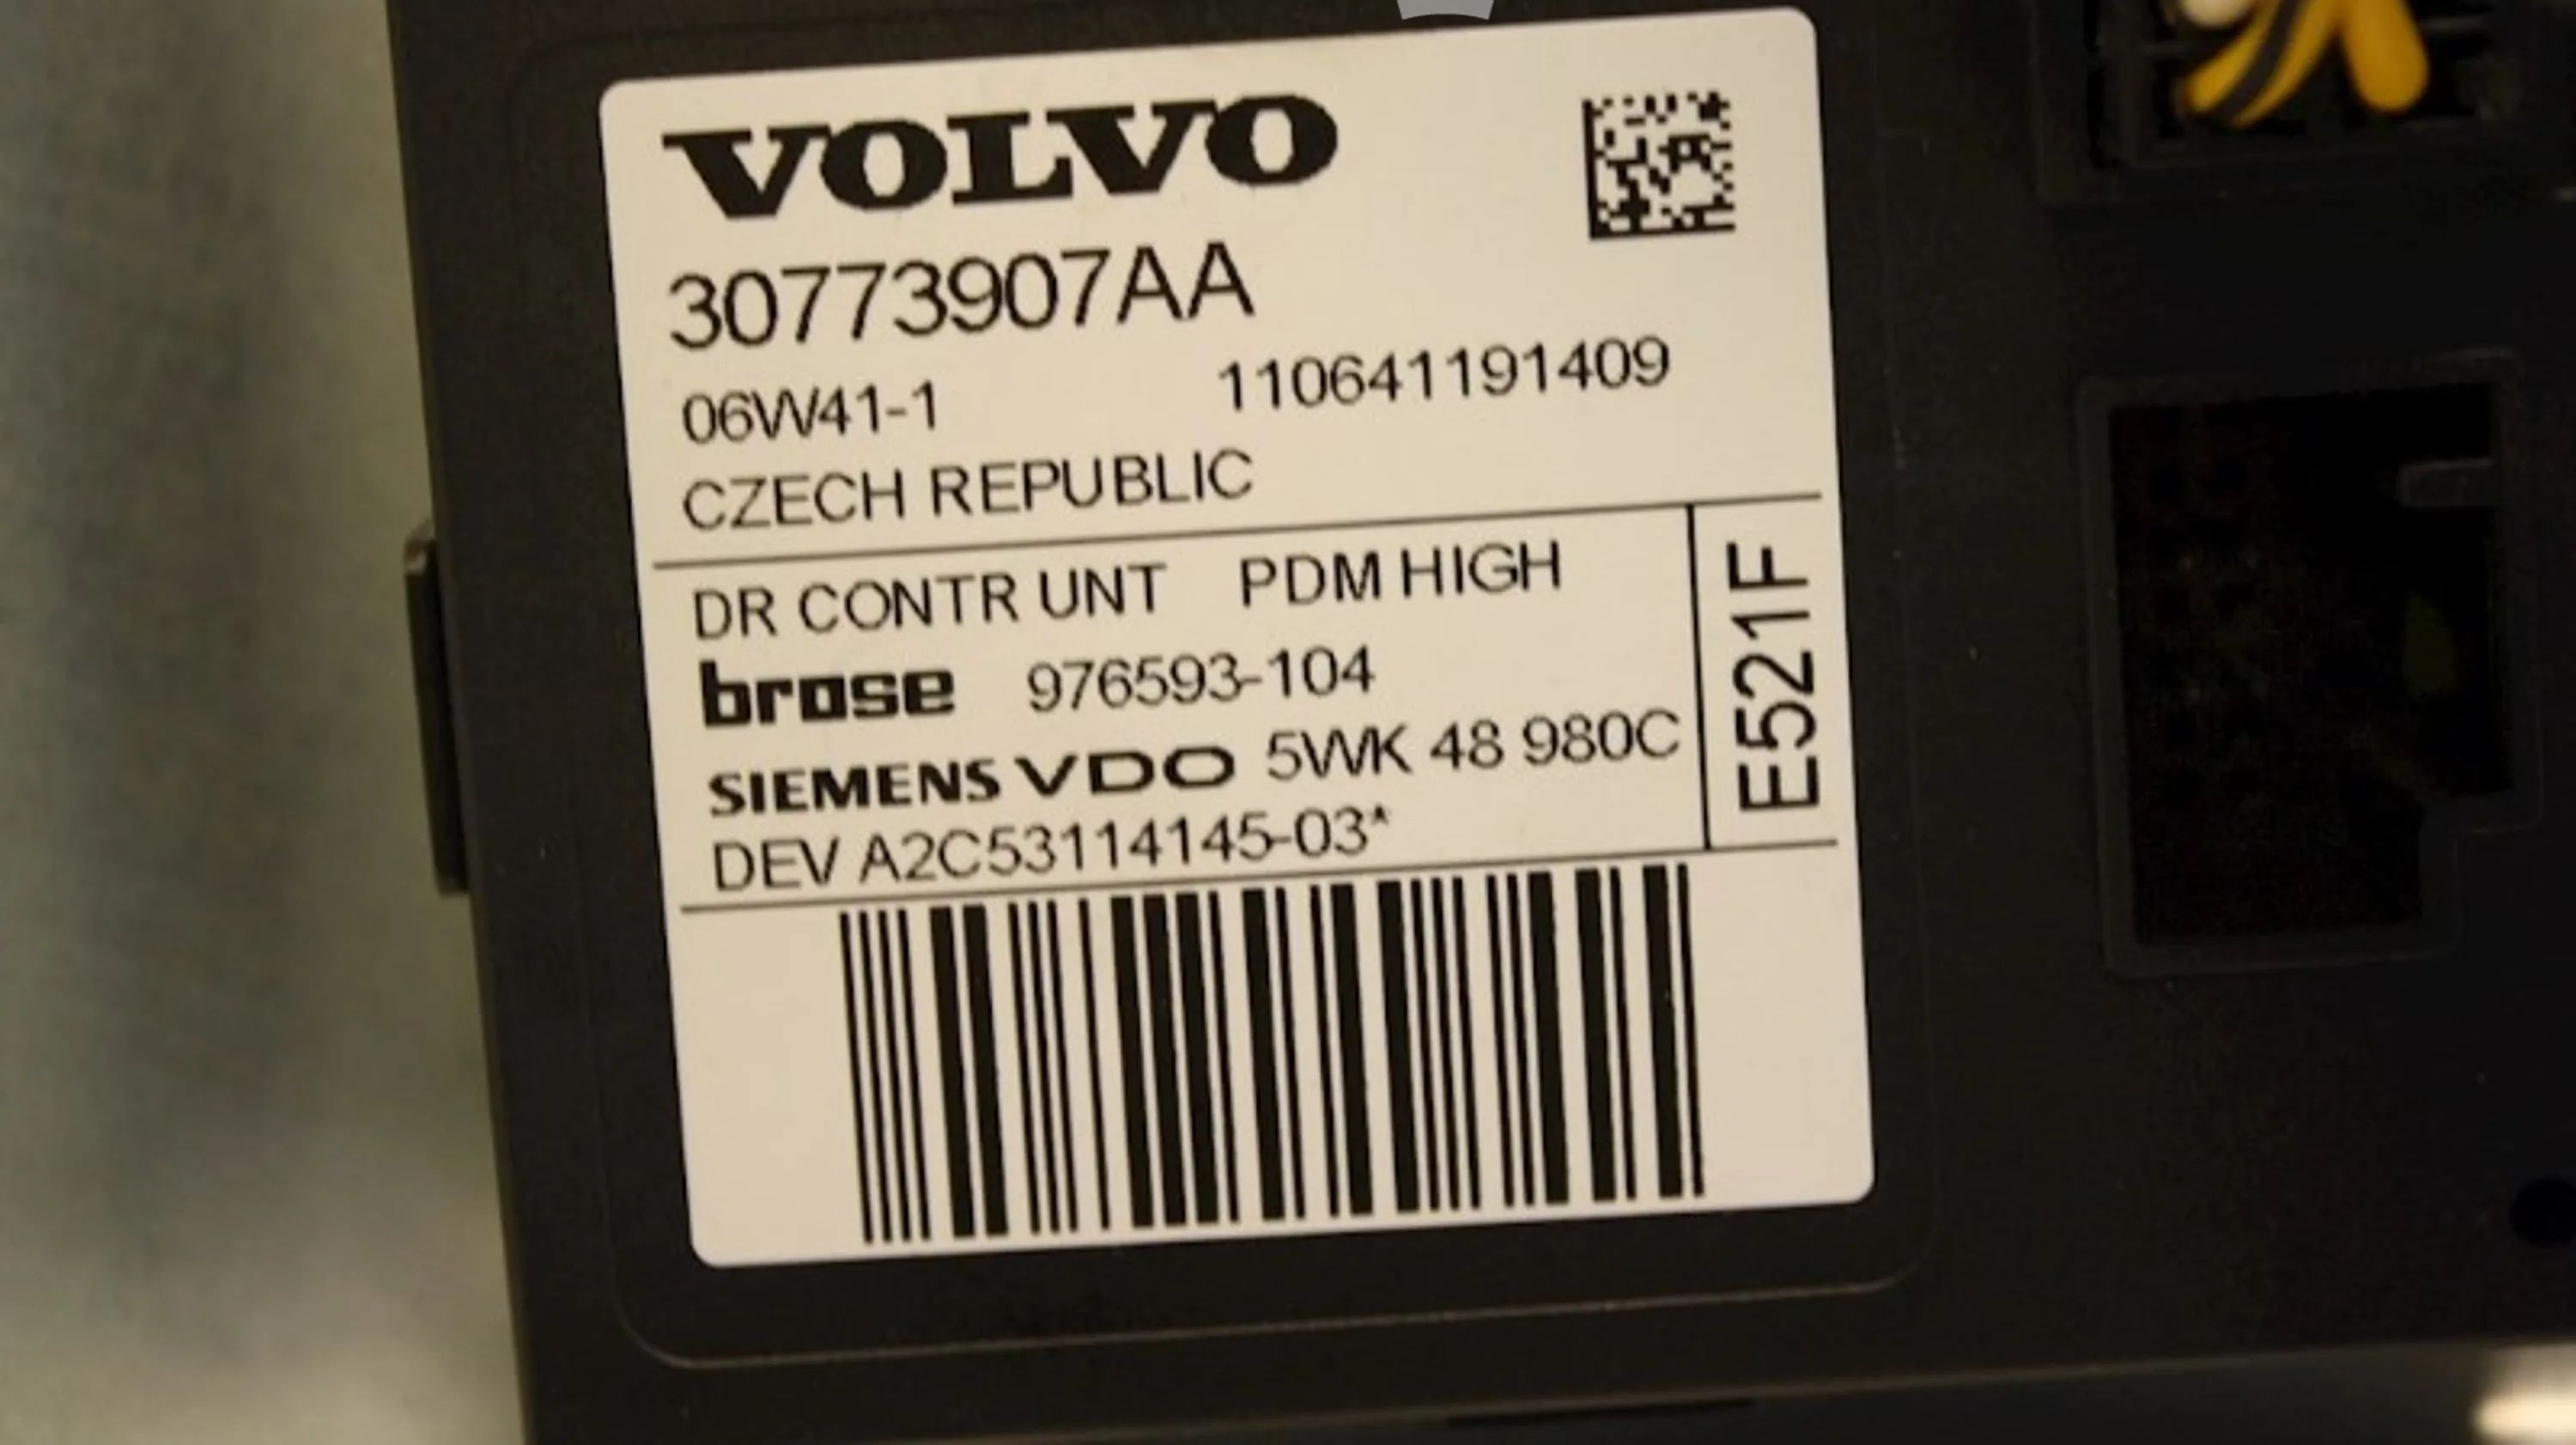 VOLVO
30773907AA
06W41-1 110641191409
CZECH REPUBLIC
DR CONTR UNT PDM HIGH
brose 976593-104
SIEMENS VDO 5WK 48 980C
DEV A2C53114145-03*
E521F